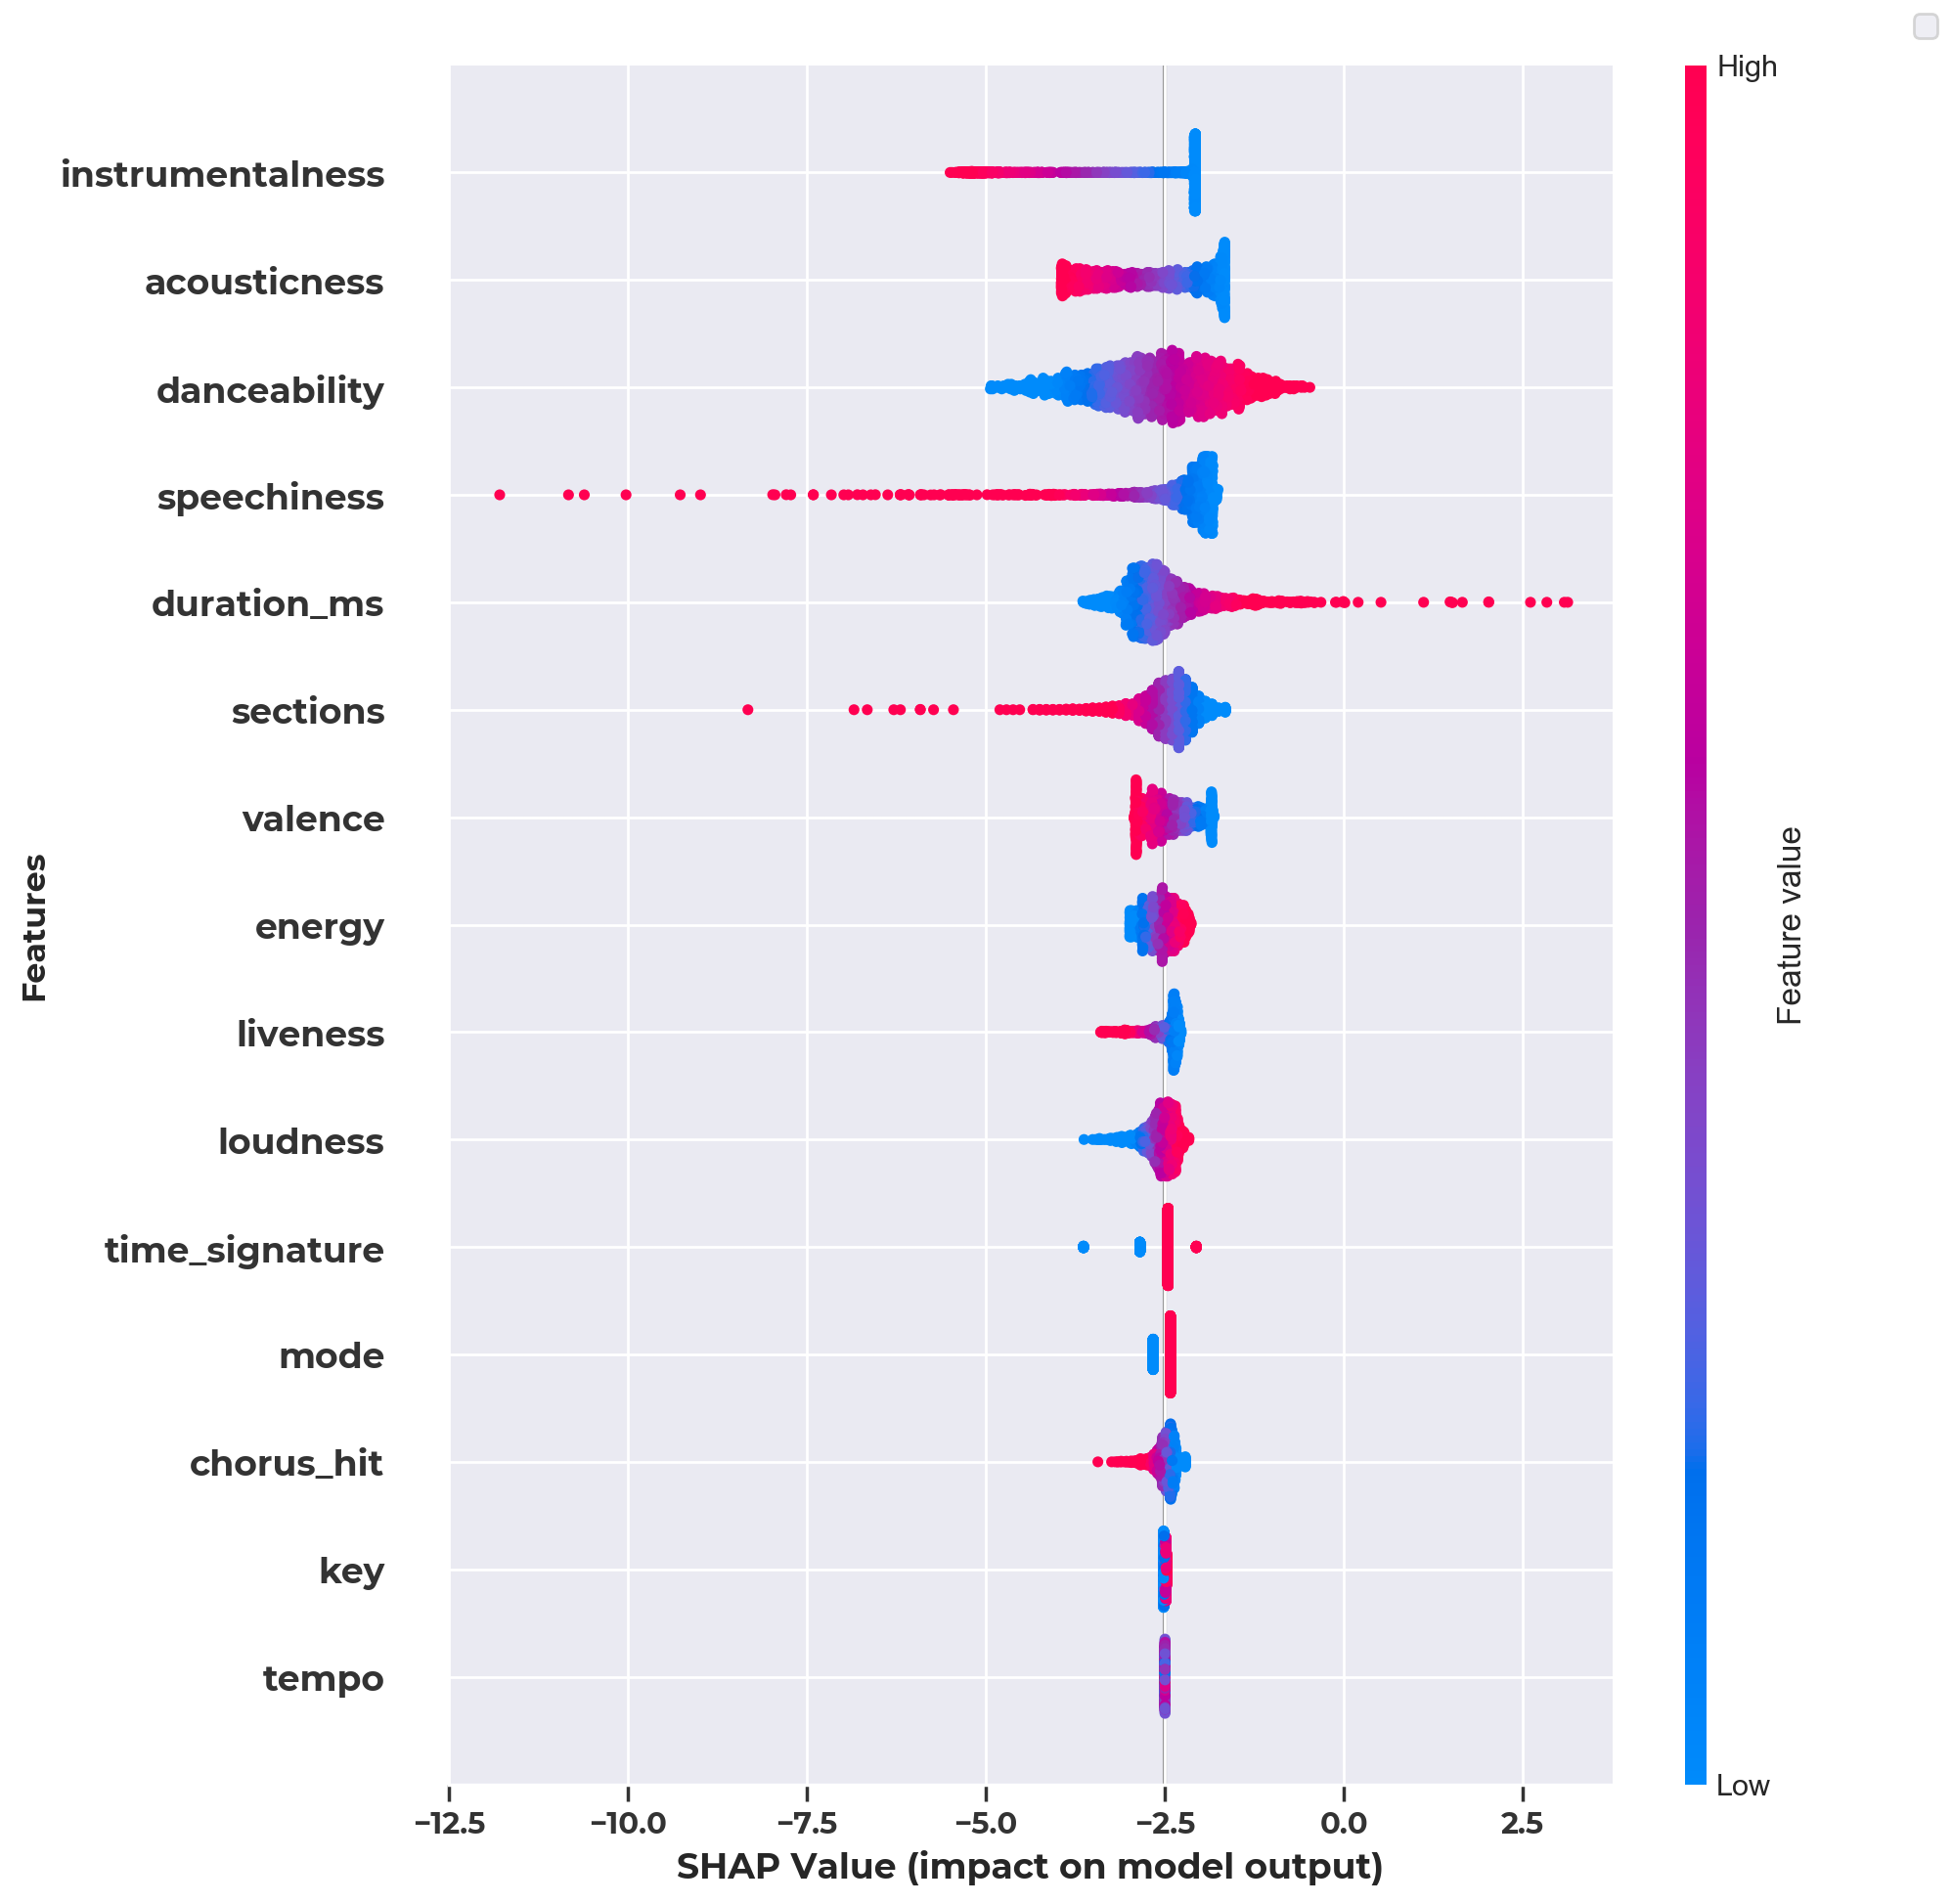 High
instrumentalness
acousticness
danceability
speechiness
duration_ms
sections
valence
energy
liveness
loudness
time_signature
mode
chorus_hit
key
tempo
Features
Feature value
Low
−12.5 −10.0 −7.5 −5.0 −2.5 0.0 2.5
SHAP Value (impact on model output)